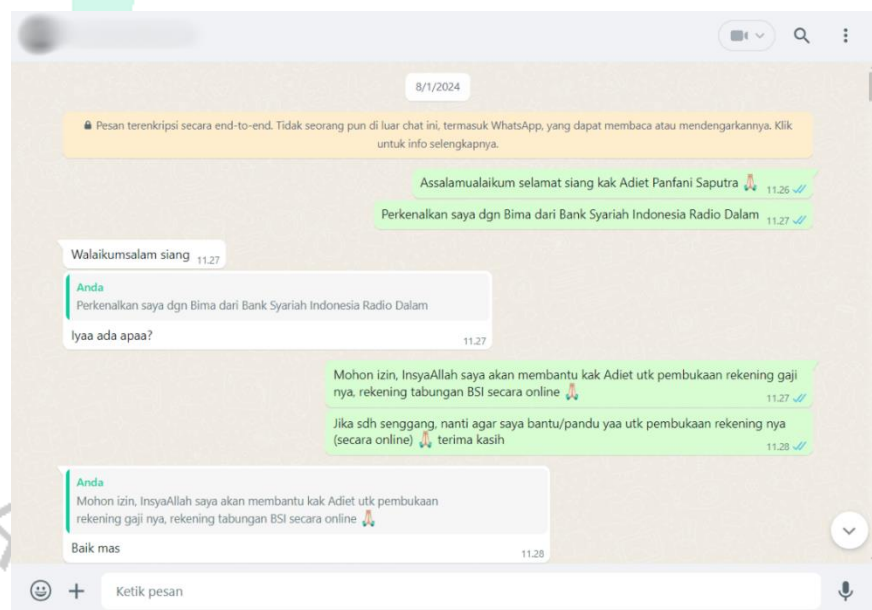 8/1/2024
Pesan terenkripsi secara end-to-end. Tidak seorang pun di luar chat ini, termasuk WhatsApp, yang dapat membaca atau mendengarkannya. Klik
untuk info selengkapnya.
Assalamualaikum selamat siang kak Adiet Panfani Saputra 🙏🏻 11.26
Perkenalkan saya dgn Bima dari Bank Syariah Indonesia Radio Dalam 11.27
Walaikumsalam siang 11.27
Anda
Perkenalkan saya dgn Bima dari Bank Syariah Indonesia Radio Dalam
Iyaa ada apaa? 11.27
Mohon izin, InsyaAllah saya akan membantu kak Adiet utk pembukaan rekening gaji
nya, rekening tabungan BSI secara online 🙏🏻 11.27
Jika sdh senggang, nanti agar saya bantu/pandu yaa utk pembukaan rekening nya
(secara online) 🙏🏻 terima kasih 11.28
Anda
Mohon izin, InsyaAllah saya akan membantu kak Adiet utk pembukaan
rekening gaji nya, rekening tabungan BSI secara online 🙏🏻
Baik mas 11.28
Ketik pesan